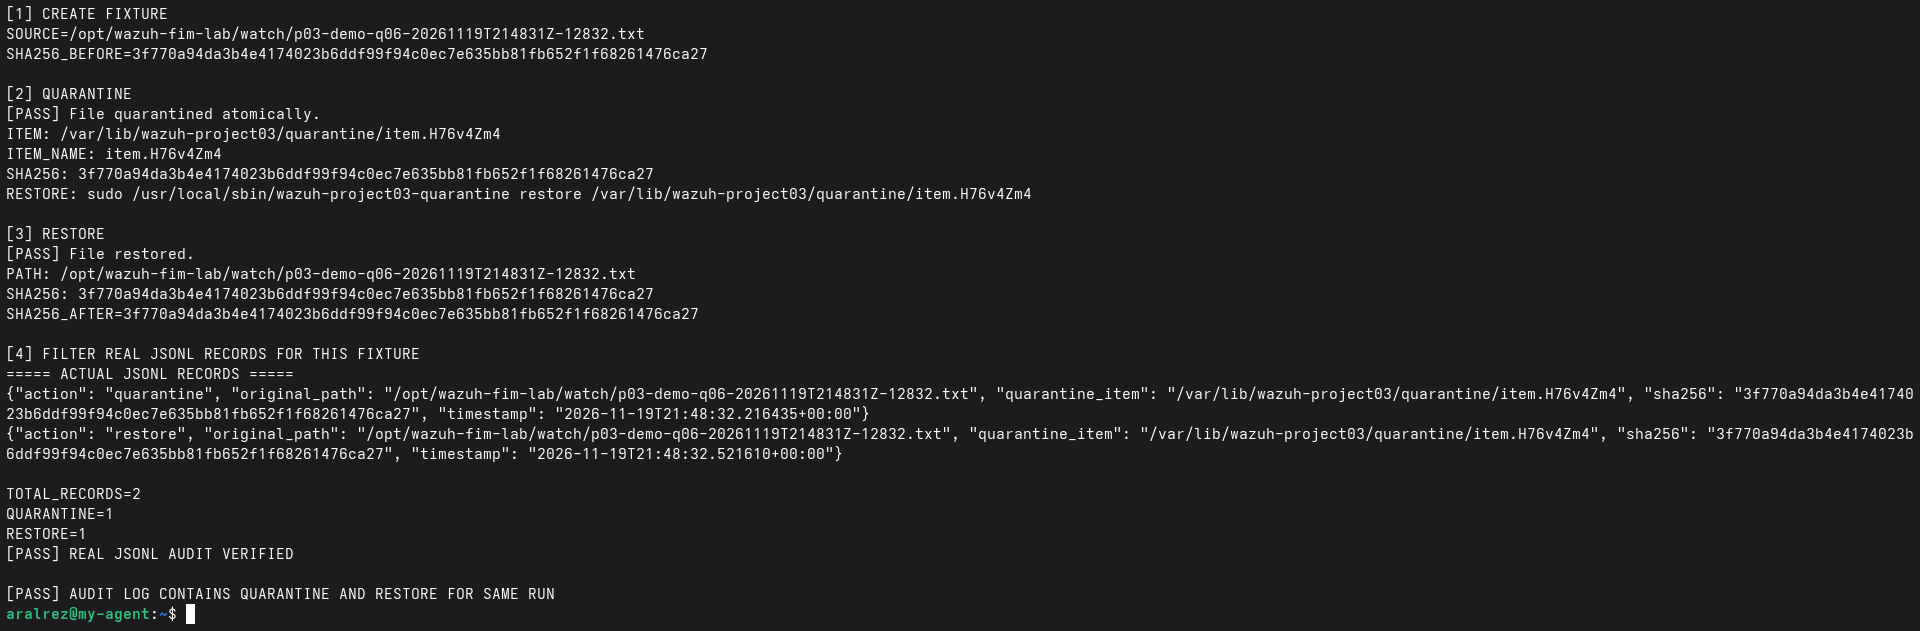 [1] CREATE FIXTURE
SOURCE=/opt/wazuh-fim-lab/watch/p03-demo-q06-20261119T214831Z-12832.txt
SHA256_BEFORE=3f770a94da3b4e4174023b6ddf99f94c0ec7e635bb81fb652f1f68261476ca27
[2] QUARANTINE
[PASS] File quarantined atomically.
ITEM: /var/lib/wazuh-project03/quarantine/item.H76v4Zm4
ITEM_NAME: item.H76v4Zm4
SHA256: 3f770a94da3b4e4174023b6ddf99f94c0ec7e635bb81fb652f1f68261476ca27
RESTORE: sudo /usr/local/sbin/wazuh-project03-quarantine restore /var/lib/wazuh-project03/quarantine/item.H76v4Zm4
[3] RESTORE
[PASS] File restored.
PATH: /opt/wazuh-fim-lab/watch/p03-demo-q06-20261119T214831Z-12832.txt
SHA256: 3f770a94da3b4e4174023b6ddf99f94c0ec7e635bb81fb652f1f68261476ca27
SHA256_AFTER=3f770a94da3b4e4174023b6ddf99f94c0ec7e635bb81fb652f1f68261476ca27
[4] FILTER REAL JSONL RECORDS FOR THIS FIXTURE
===== ACTUAL JSONL RECORDS =====
{"action": "quarantine", "original_path": "/opt/wazuh-fim-lab/watch/p03-demo-q06-20261119T214831Z-12832.txt", "quarantine_item": "/var/lib/wazuh-project03/quarantine/item.H76v4Zm4", "sha256": "3f770a94da3b4e41740
23b6ddf99f94c0ec7e635bb81fb652f1f68261476ca27", "timestamp": "2026-11-19T21:48:32.216435+00:00"}
{"action": "restore", "original_path": "/opt/wazuh-fim-lab/watch/p03-demo-q06-20261119T214831Z-12832.txt", "quarantine_item": "/var/lib/wazuh-project03/quarantine/item.H76v4Zm4", "sha256": "3f770a94da3b4e4174023b
6ddf99f94c0ec7e635bb81fb652f1f68261476ca27", "timestamp": "2026-11-19T21:48:32.521610+00:00"}
TOTAL_RECORDS=2
QUARANTINE=1
RESTORE=1
[PASS] REAL JSONL AUDIT VERIFIED
[PASS] AUDIT LOG CONTAINS QUARANTINE AND RESTORE FOR SAME RUN
aralrez@my-agent:~$